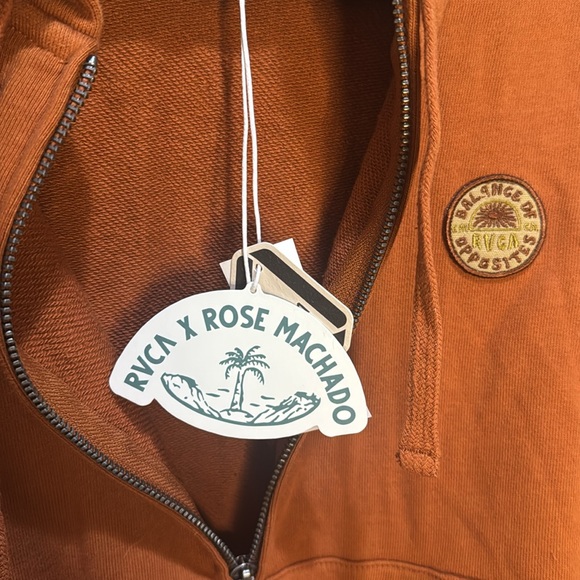 RVCA X ROSE MACHADO
BALANCE OF
RVCA
OPPOSITES